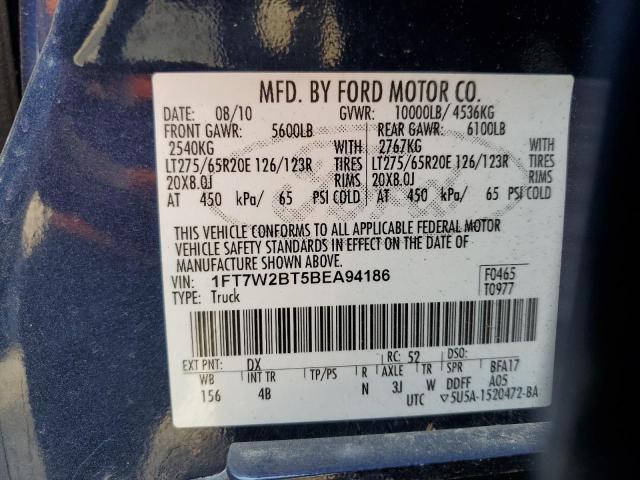 MFD. BY FORD MOTOR CO.
DATE: 08/10 GVWR: 10000LB/ 4536KG
FRONT GAWR: 5600LB REAR GAWR: 6100LB
2540KG WITH 2767KG WITH
LT275/65R20E 126/123R TIRES LT275/65R20E 126/123R TIRES
20X8.0J RIMS 20X8.0J RIMS
AT 450 kPa/ 65 PSI COLD AT 450 kPa/ 65 PSI COLD
THIS VEHICLE CONFORMS TO ALL APPLICABLE FEDERAL MOTOR
VEHICLE SAFETY STANDARDS IN EFFECT ON THE DATE OF
MANUFACTURE SHOWN ABOVE.
VIN: 1FT7W2BT5BEA94186 F0465
TYPE: Truck T0977
EXT PNT: DX RC: 52 DSO:
WB INT TR TP/PS R AXLE TR SPR BFA17
156 4B N 3J W DDFF A05
UTC ▽5U5A-1520472-BA